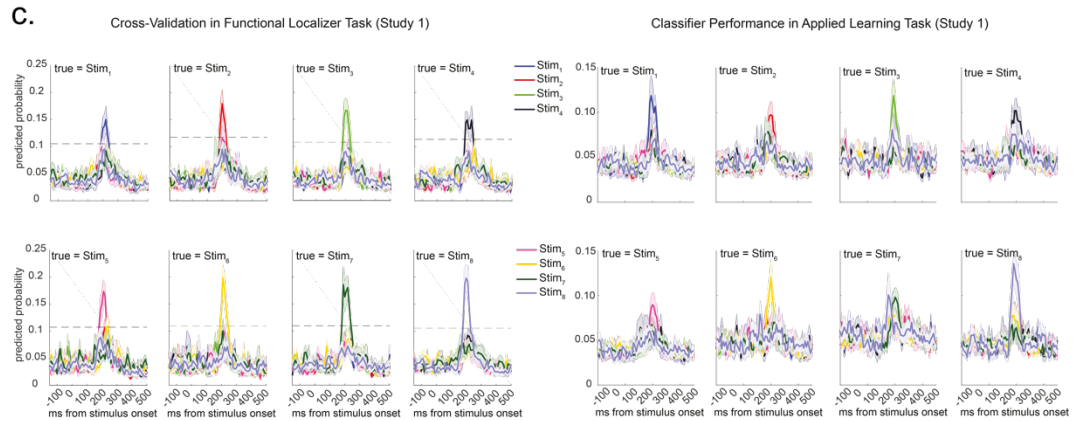 c.
Cross-Validation in Functional Localizer Task (Study 1)
Classifier Performance in Applied Learning Task (Study 1)
predicted probability
0.25
0.2
0.15
0.1
0.05
0
true = Stim1
true = Stim2
true = Stim3
true = Stim4
Stim1
Stim2
Stim3
Stim4
0.15
0.10
0.05
0
true = Stim1
true = Stim2
true = Stim3
true = Stim4
predicted probability
0.25
0.2
0.15
0.1
0.05
0
true = Stim5
true = Stim6
true = Stim7
true = Stim8
Stim5
Stim6
Stim7
Stim8
0.15
0.10
0.05
0
true = Stim5
true = Stim6
true = Stim7
true = Stim8
-100 0 100 200 300 400 500
-100 0 100 200 300 400 500
-100 0 100 200 300 400 500
-100 0 100 200 300 400 500
-100 0 100 200 300 400 500
-100 0 100 200 300 400 500
-100 0 100 200 300 400 500
-100 0 100 200 300 400 500
ms from stimulus onset
ms from stimulus onset
ms from stimulus onset
ms from stimulus onset
ms from stimulus onset
ms from stimulus onset
ms from stimulus onset
ms from stimulus onset